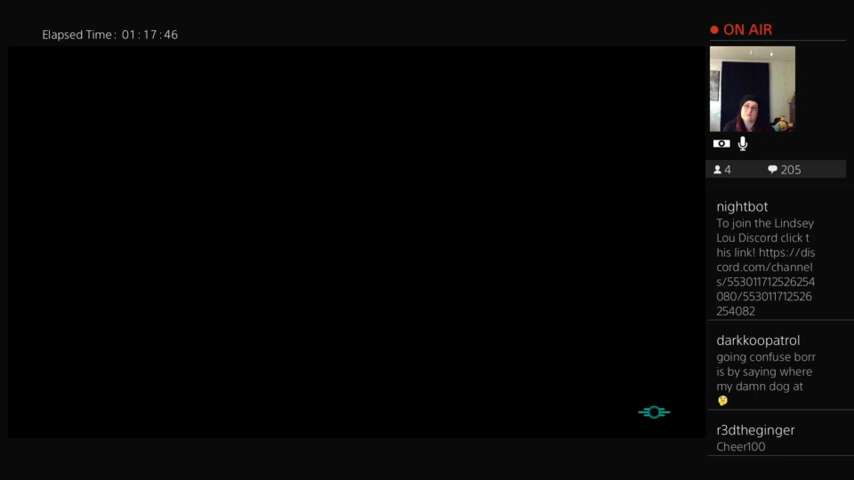 Elapsed Time: 01:17:46
ON AIR
4
205
nightbot
To join the Lindsey
Lou Discord click t
his link! https://dis
cord.com/channel
s/553011712526254
080/553011712526
254082
darkkoopatrol
going confuse borr
is by saying where
my damn dog at
🤔
r3dtheginger
Cheer100